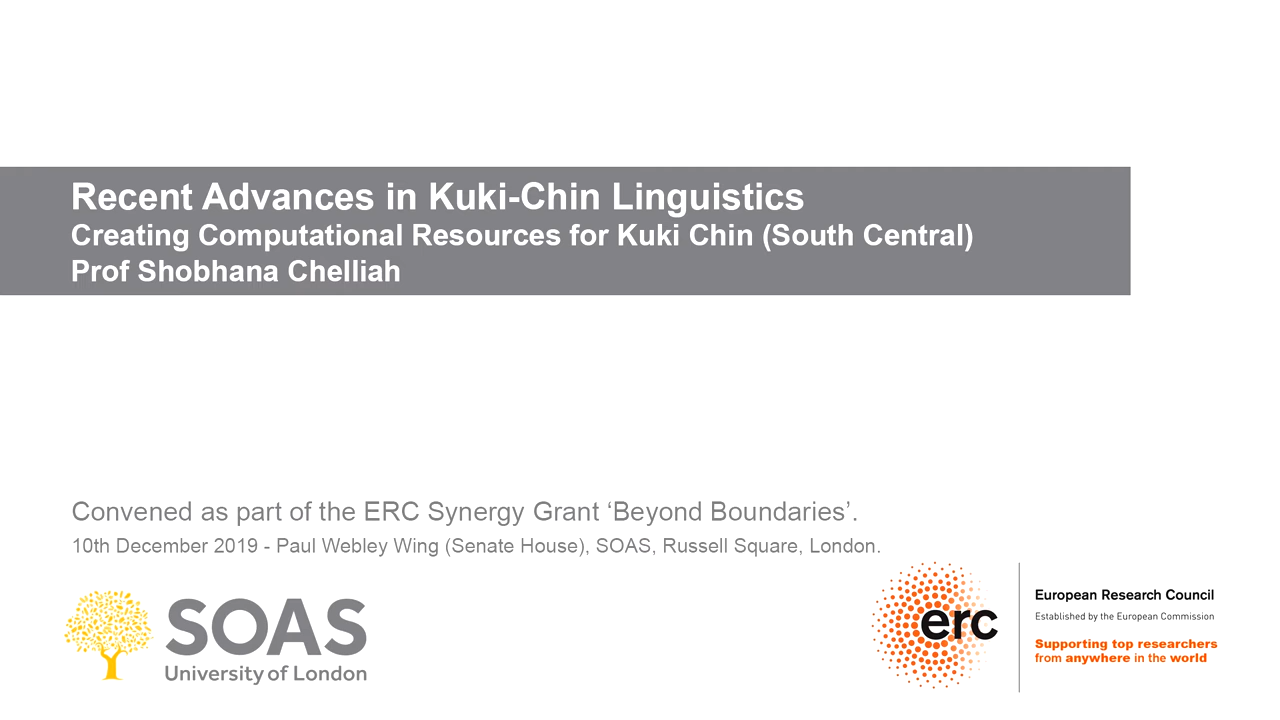 Recent Advances in Kuki-Chin Linguistics
Creating Computational Resources for Kuki Chin (South Central)
Prof Shobhana Chelliah
Convened as part of the ERC Synergy Grant ‘Beyond Boundaries’.
10th December 2019 - Paul Webley Wing (Senate House), SOAS, Russell Square, London.
SOAS
University of London
erc
European Research Council
Established by the European Commission
Supporting top researchers
from anywhere in the world